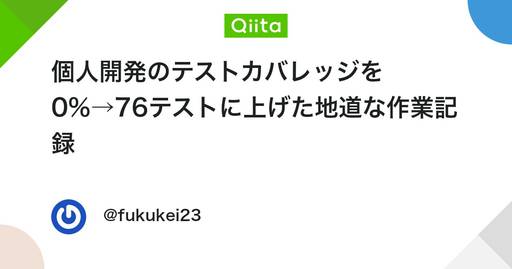 Qiita
個人開発のテストカバレッジを
0%→76テストに上げた地道な作業記
録
@fukukei23